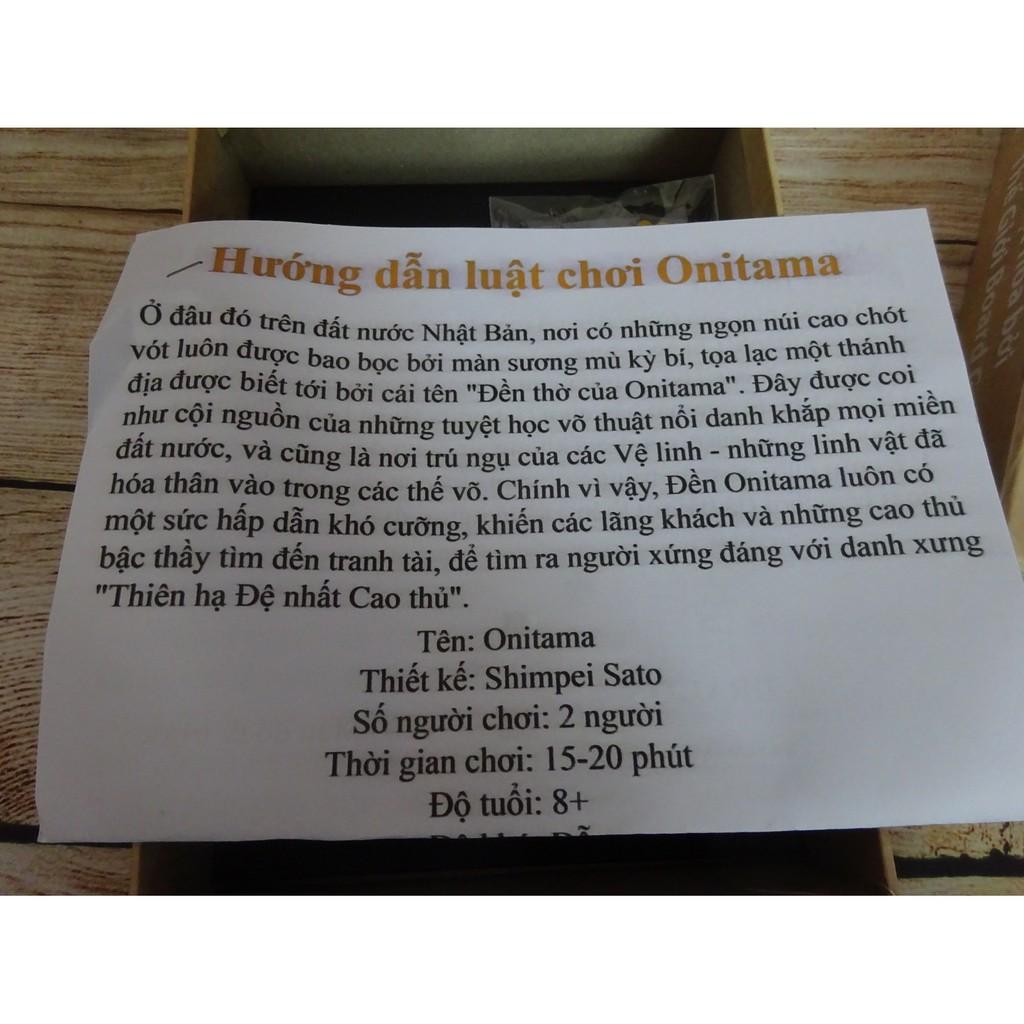 Hướng dẫn luật chơi Onitama
Ở đâu đó trên đất nước Nhật Bản, nơi có những ngọn núi cao chót
vót luôn được bao bọc bởi màn sương mù kỳ bí, tọa lạc một thánh
địa được biết tới bởi cái tên "Đền thờ của Onitama". Đây được coi
như cội nguồn của những tuyệt học võ thuật nổi danh khắp mọi miền
đất nước, và cũng là nơi trú ngụ của các Vệ linh - những linh vật đã
hóa thân vào trong các thế võ. Chính vì vậy, Đền Onitama luôn có
một sức hấp dẫn khó cưỡng, khiến các lãng khách và những cao thủ
bậc thầy tìm đến tranh tài, để tìm ra người xứng đáng với danh xưng
"Thiên hạ Đệ nhất Cao thủ".
Tên: Onitama
Thiết kế: Shimpei Sato
Số người chơi: 2 người
Thời gian chơi: 15-20 phút
Độ tuổi: 8+
Thế Giới Board